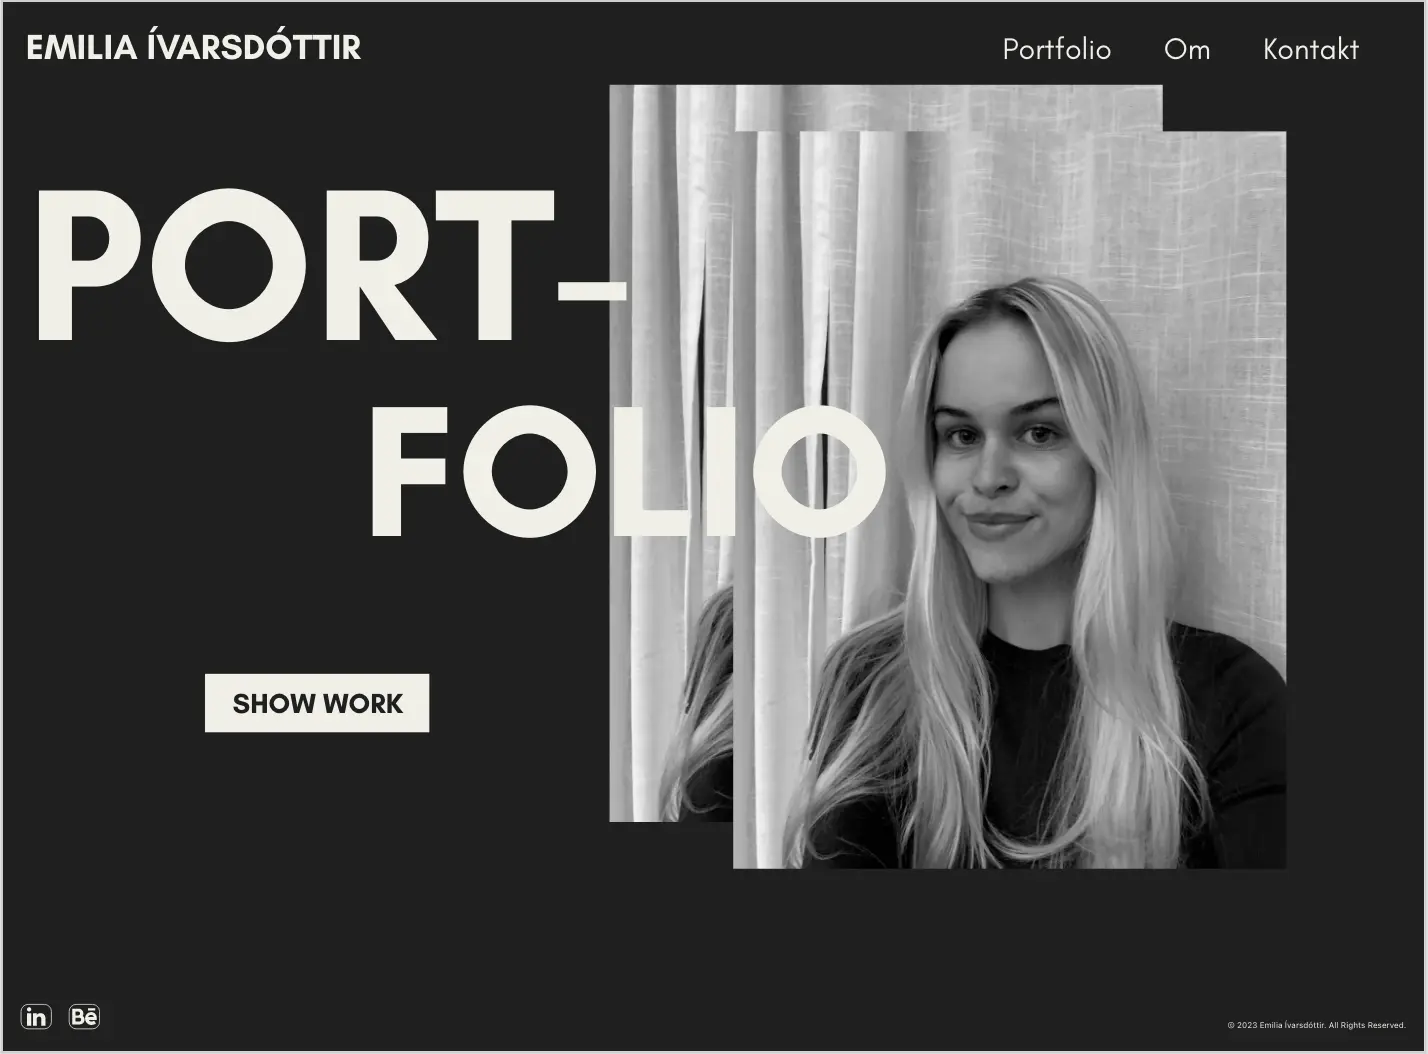 EMILIA ÍVARSDÓTTIR
Portfolio Om Kontakt
PORT-
FOLIO
SHOW WORK
in Bē
© 2023 Emilia Ívarsdóttir. All Rights Reserved.